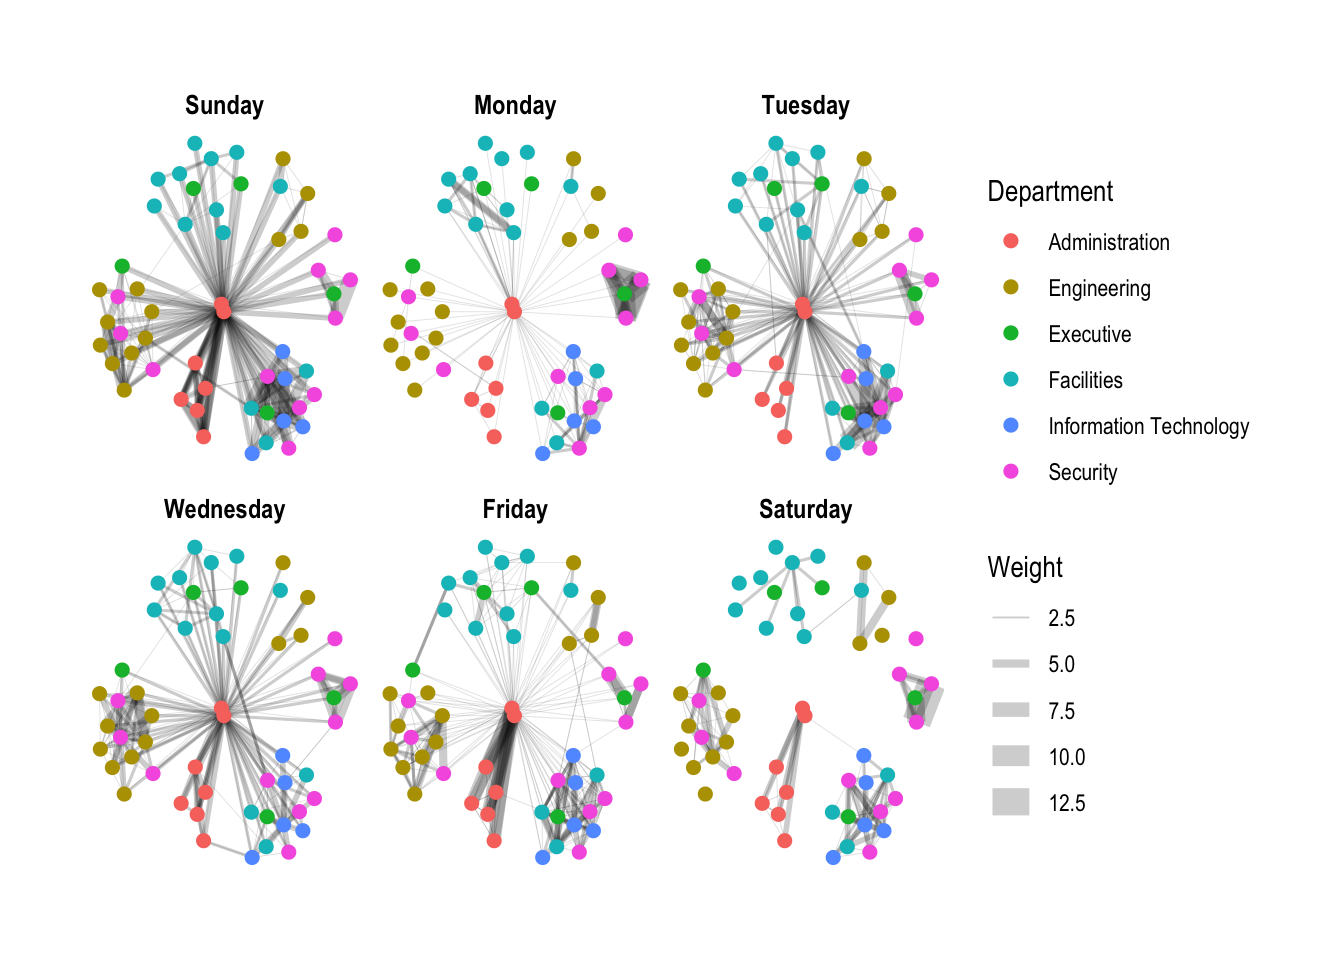 Sunday
Monday
Tuesday
Wednesday
Friday
Saturday
Department
Administration
Engineering
Executive
Facilities
Information Technology
Security
Weight
2.5
5.0
7.5
10.0
12.5